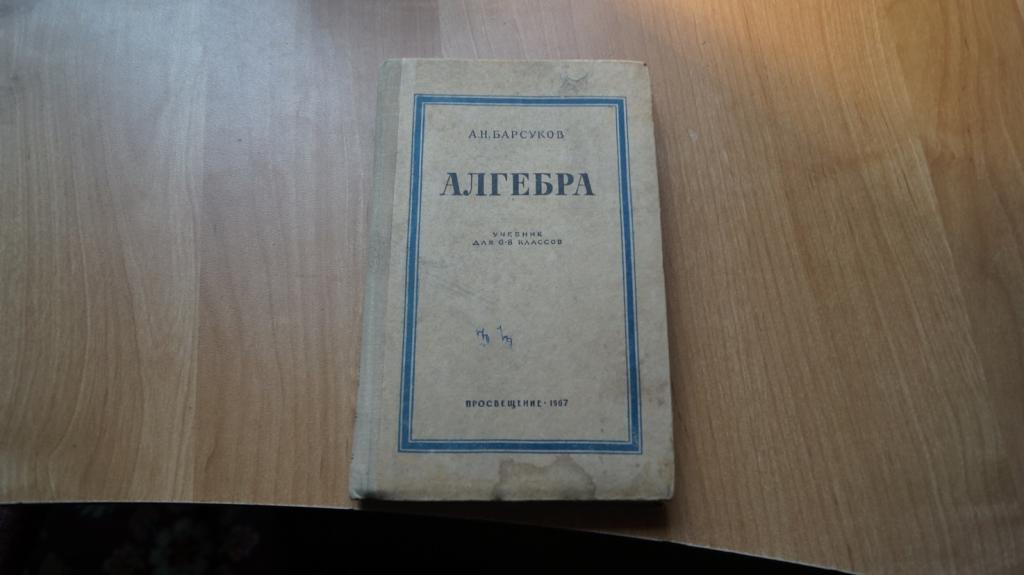 А.Н. БАРСУКОВ
АЛГЕБРА
УЧЕБНИК
ДЛЯ 6-8 КЛАССОВ
ПРОСВЕЩЕНИЕ · 1967